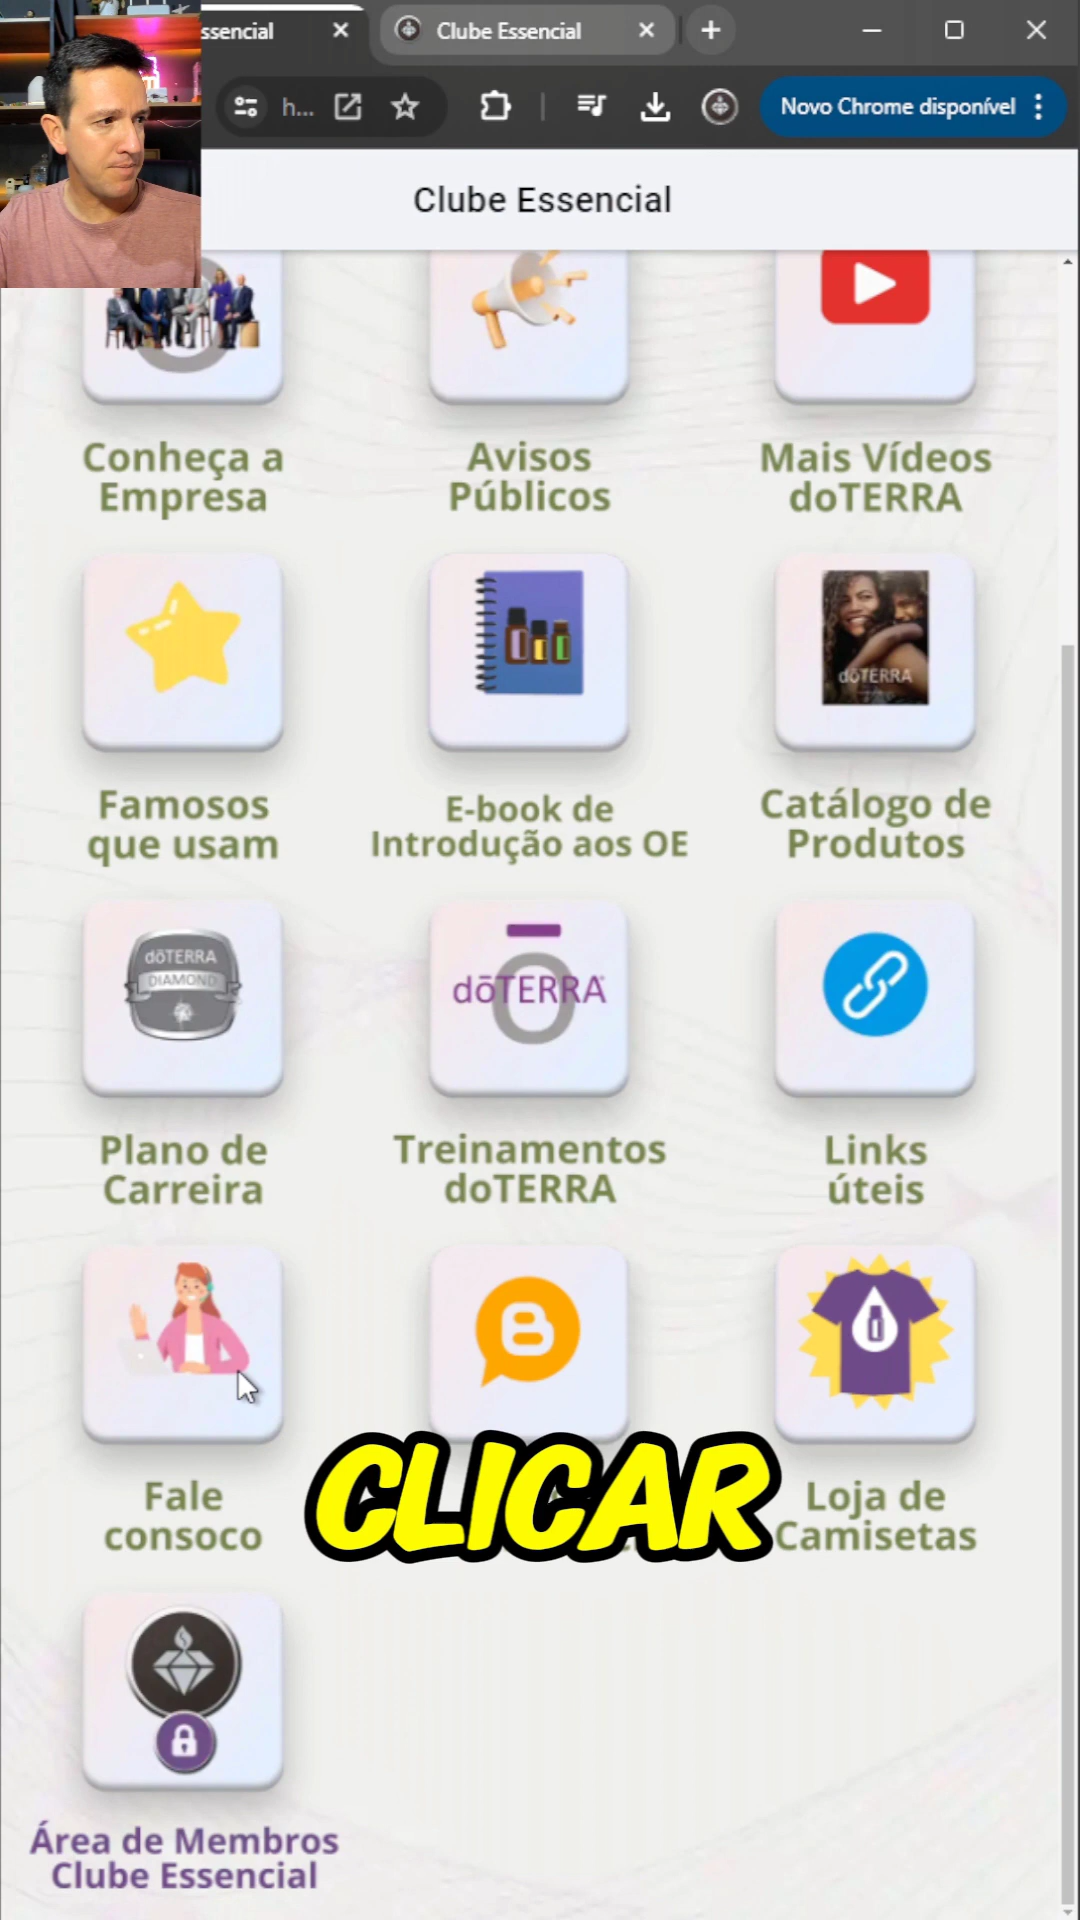 ssencial
Clube Essencial
h...
Novo Chrome disponível
Clube Essencial
Conheça a
Empresa
Avisos
Públicos
Mais Vídeos
doTERRA
dōTERRA
Famosos
que usam
E-book de
Introdução aos OE
Catálogo de
Produtos
dōTERRA
DIAMOND
dōTERRA
Plano de
Carreira
Treinamentos
doTERRA
Links
úteis
Fale
consoco
CLICAR
Loja de
Camisetas
Área de Membros
Clube Essencial